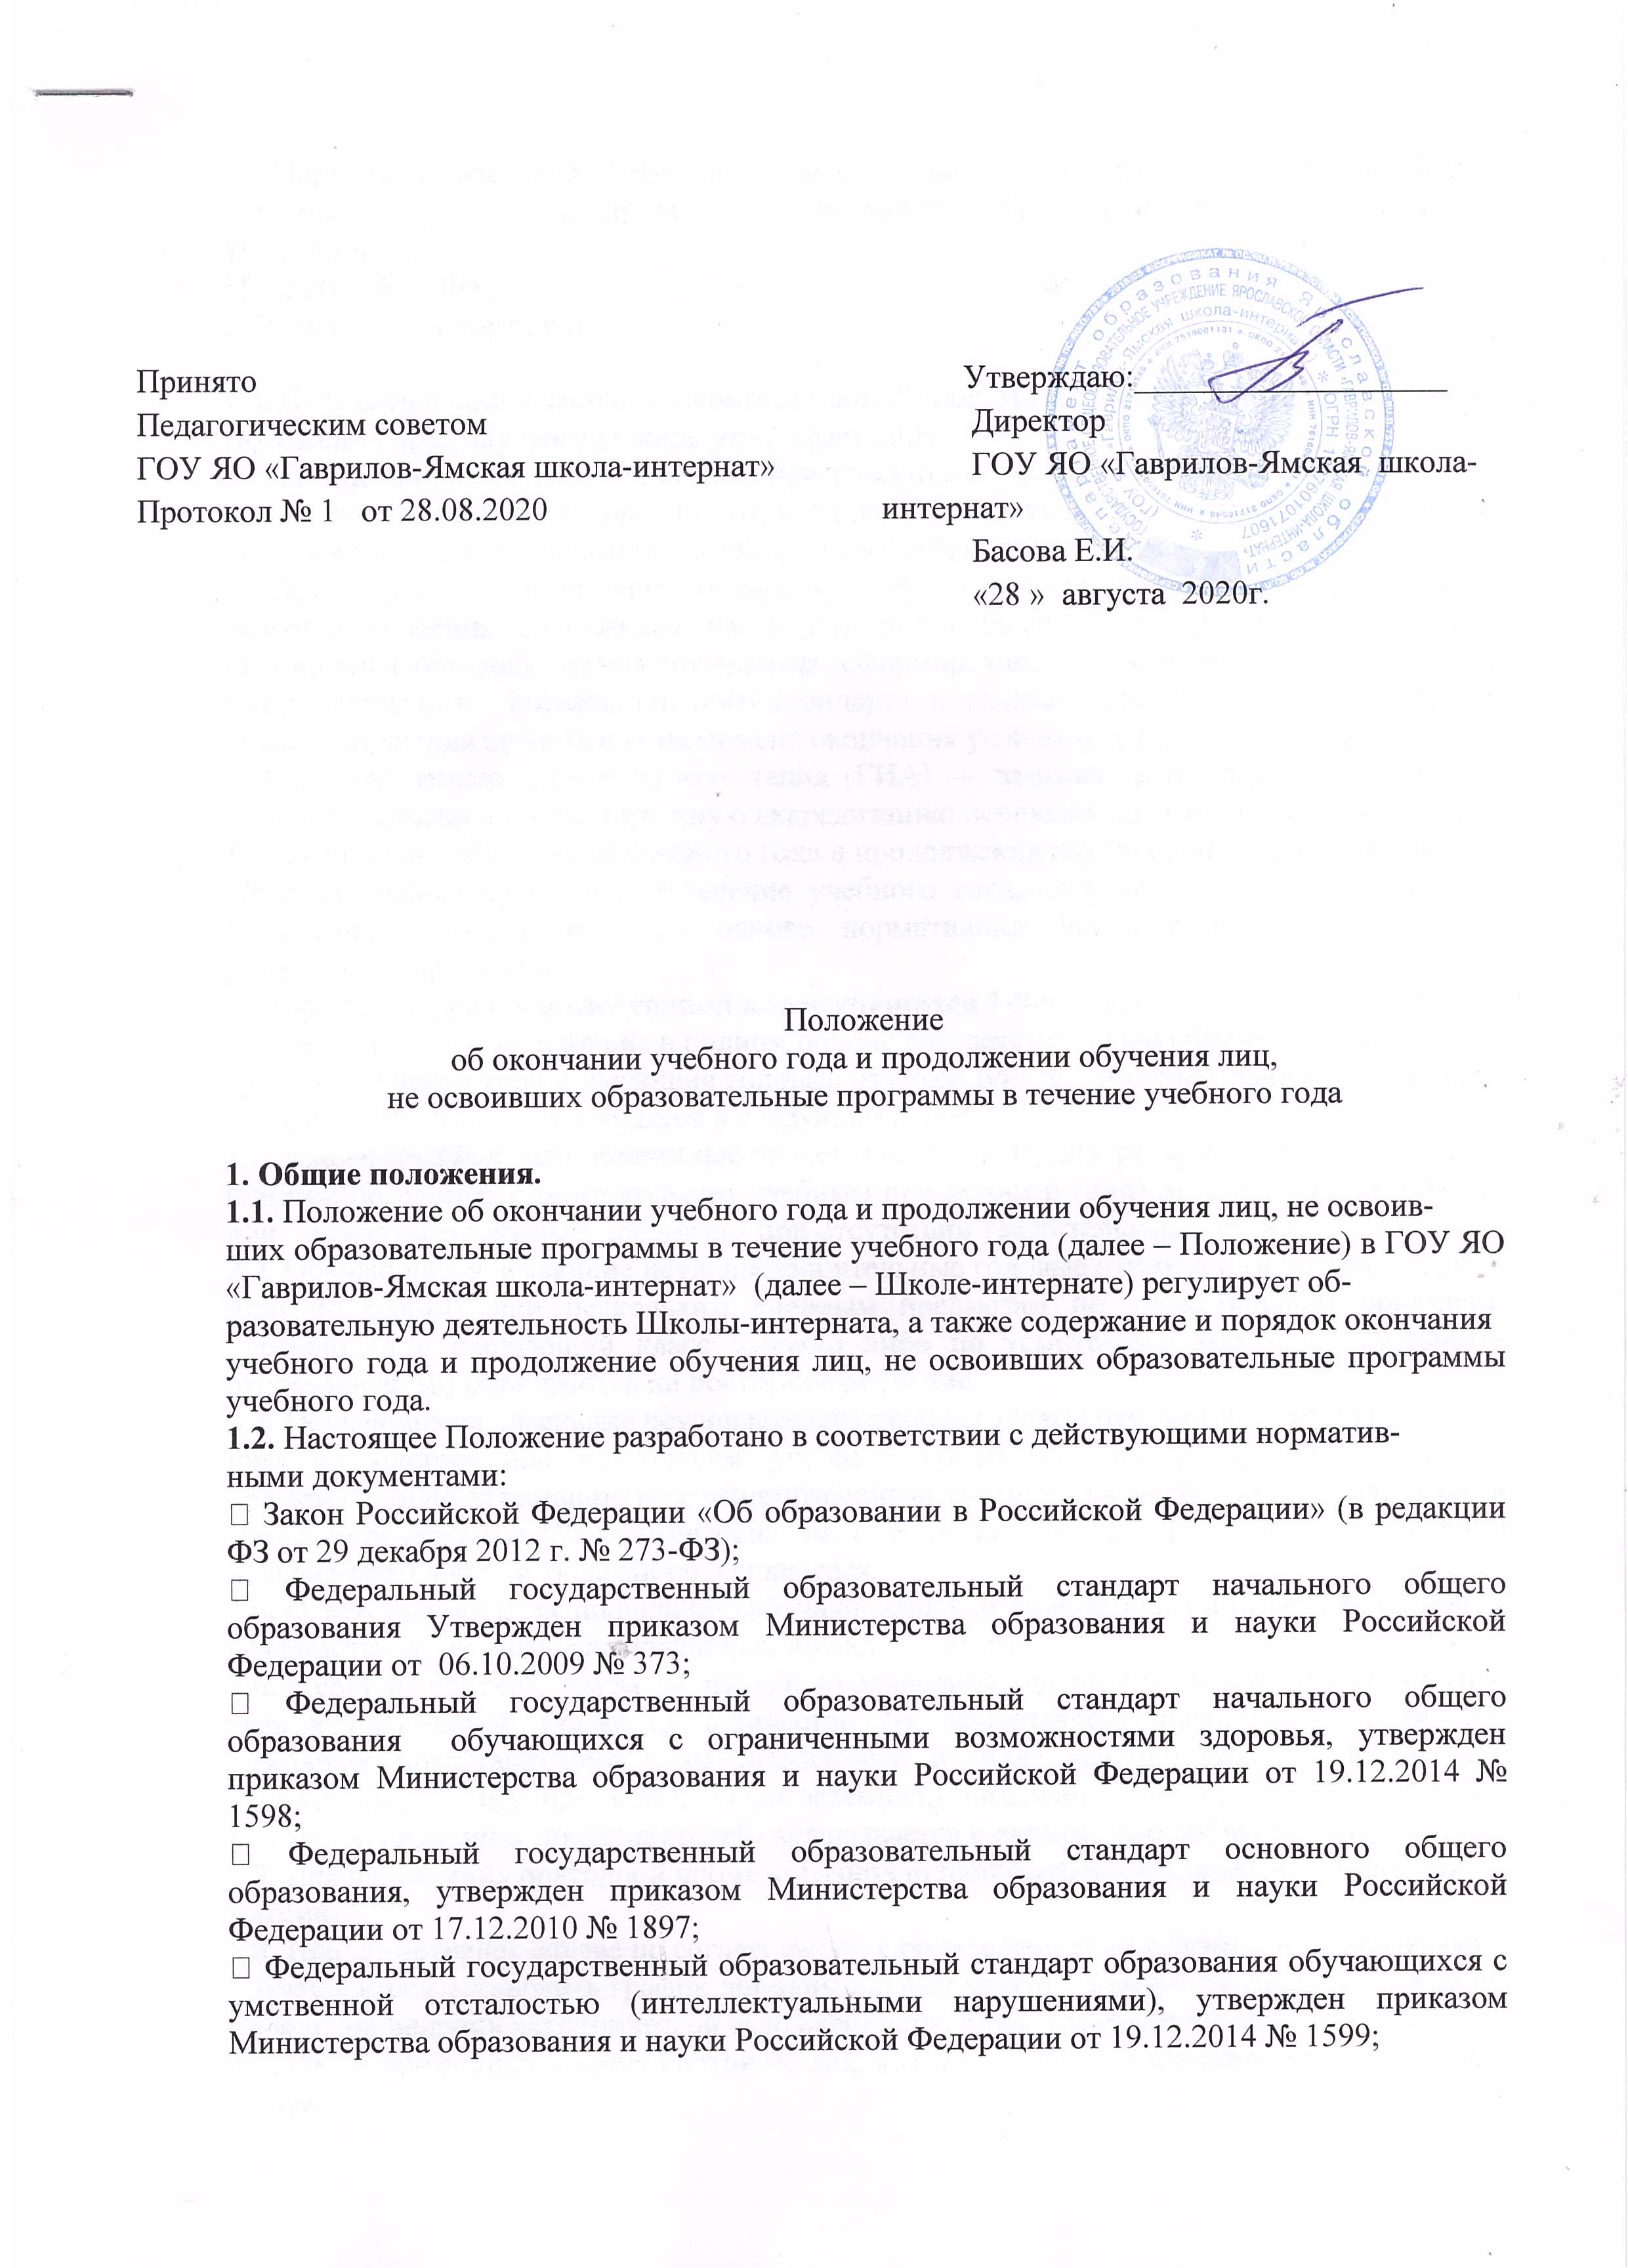 Принято
Педагогическим советом
ГОУ ЯО «Гаврилов-Ямская школа-интернат»
Протокол № 1 от 28.08.2020
Утверждаю:
Директор
ГОУ ЯО «Гаврилов-Ямская школа-
интернат»
Басова Е.И.
«28 » августа 2020г.
Положение
об окончании учебного года и продолжении обучения лиц,
не освоивших образовательные программы в течение учебного года
1. Общие положения.
1.1. Положение об окончании учебного года и продолжении обучения лиц, не освоив-
ших образовательные программы в течение учебного года (далее – Положение) в ГОУ ЯО
«Гаврилов-Ямская школа-интернат» (далее – Школе-интернате) регулирует об-
разовательную деятельность Школы-интерната, а также содержание и порядок окончания
учебного года и продолжение обучения лиц, не освоивших образовательные программы
учебного года.
1.2. Настоящее Положение разработано в соответствии с действующими норматив-
ными документами:
Закон Российской Федерации «Об образовании в Российской Федерации» (в редакции
ФЗ от 29 декабря 2012 г. № 273-ФЗ);
Федеральный государственный образовательный стандарт начального общего
образования Утвержден приказом Министерства образования и науки Российской
Федерации от 06.10.2009 № 373;
Федеральный государственный образовательный стандарт начального общего
образования обучающихся с ограниченными возможностями здоровья, утвержден
приказом Министерства образования и науки Российской Федерации от 19.12.2014 №
1598;
Федеральный государственный образовательный стандарт основного общего
образования, утвержден приказом Министерства образования и науки Российской
Федерации от 17.12.2010 № 1897;
Федеральный государственный образовательный стандарт образования обучающихся с
умственной отсталостью (интеллектуальными нарушениями), утвержден приказом
Министерства образования и науки Российской Федерации от 19.12.2014 № 1599;